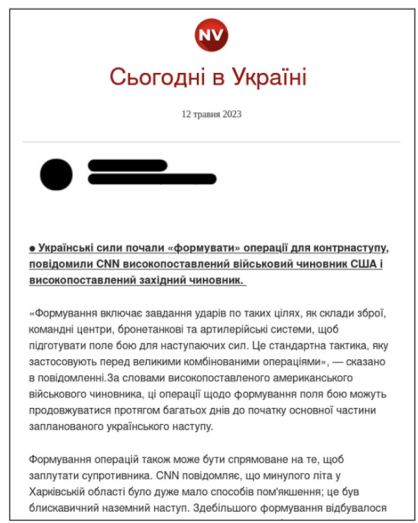 NV
Сьогодні в Україні
12 травня 2023
● Українські сили почали «формувати» операції для контрнаступу,
повідомили CNN високопоставлений військовий чиновник США і
високопоставлений західний чиновник.
«Формування включає завдання ударів по таких цілях, як склади зброї,
командні центри, бронетанкові та артилерійські системи, щоб
підготувати поле бою для наступаючих сил. Це стандартна тактика, яку
застосовують перед великими комбінованими операціями», — сказано
в повідомленні.За словами високопоставленого американського
військового чиновника, ці операції щодо формування поля бою можуть
продовжуватися протягом багатьох днів до початку основної частини
запланованого українського наступу.
Формування операцій також може бути спрямоване на те, щоб
заплутати супротивника. CNN повідомляє, що минулого літа у
Харківській області було дуже мало способів пом'якшення; це був
блискавичний наземний наступ. Здебільшого формування відбувалося